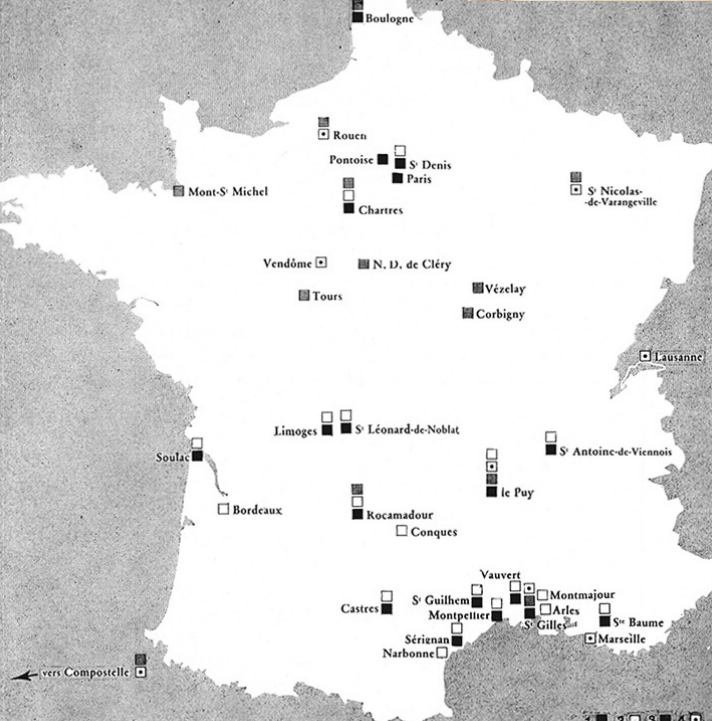 Boulogne
Rouen
Pontoise
Sᵗ Denis
Paris
Mont-Sᵗ Michel
Sᵗ Nicolas-
-de-Varangeville
Chartres
Vendôme
N. D. de Cléry
Tours
Vézelay
Corbigny
Lausanne
Limoges
Sᵗ Léonard-de-Noblat
Soulac
Sᵗ Antoine-de-Viennois
le Puy
Bordeaux
Rocamadour
Conques
Vauvert
Castres
Sᵗ Guilhem
Montmajour
Montpellier
Arles
Sᵗ Gilles
Sᵗᵉ Baume
Sérignan
Marseille
Narbonne
vers Compostelle